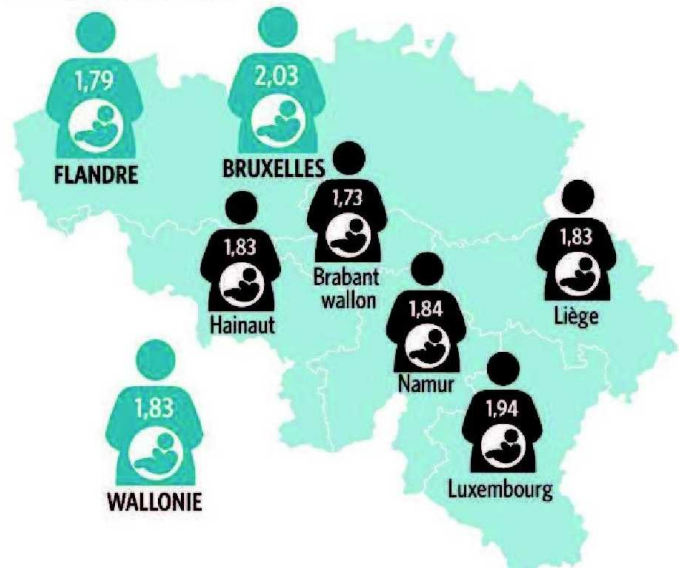 1,79
FLANDRE
2,03
BRUXELLES
1,73
Brabant
wallon
1,83
Hainaut
1,83
Liège
1,84
Namur
1,83
WALLONIE
1,94
Luxembourg